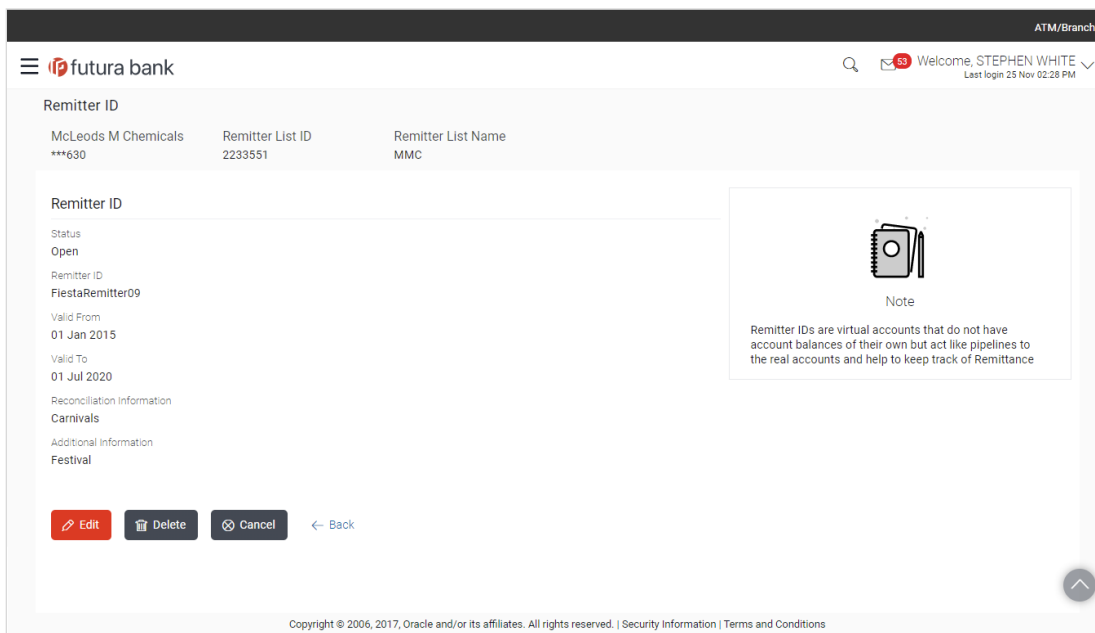 ATM/Branch
futura bank
53
Welcome, STEPHEN WHITE
Last login 25 Nov 02:28 PM
Remitter ID
McLeods M Chemicals Remitter List ID Remitter List Name
***630 2233551 MMC
Remitter ID
Status
Open
Remitter ID
FiestaRemitter09
Valid From
01 Jan 2015
Valid To
01 Jul 2020
Reconciliation Information
Carnivals
Additional Information
Festival
Note
Remitter IDs are virtual accounts that do not have
account balances of their own but act like pipelines to
the real accounts and help to keep track of Remittance
Edit Delete Cancel Back
Copyright © 2006, 2017, Oracle and/or its affiliates. All rights reserved. | Security Information | Terms and Conditions